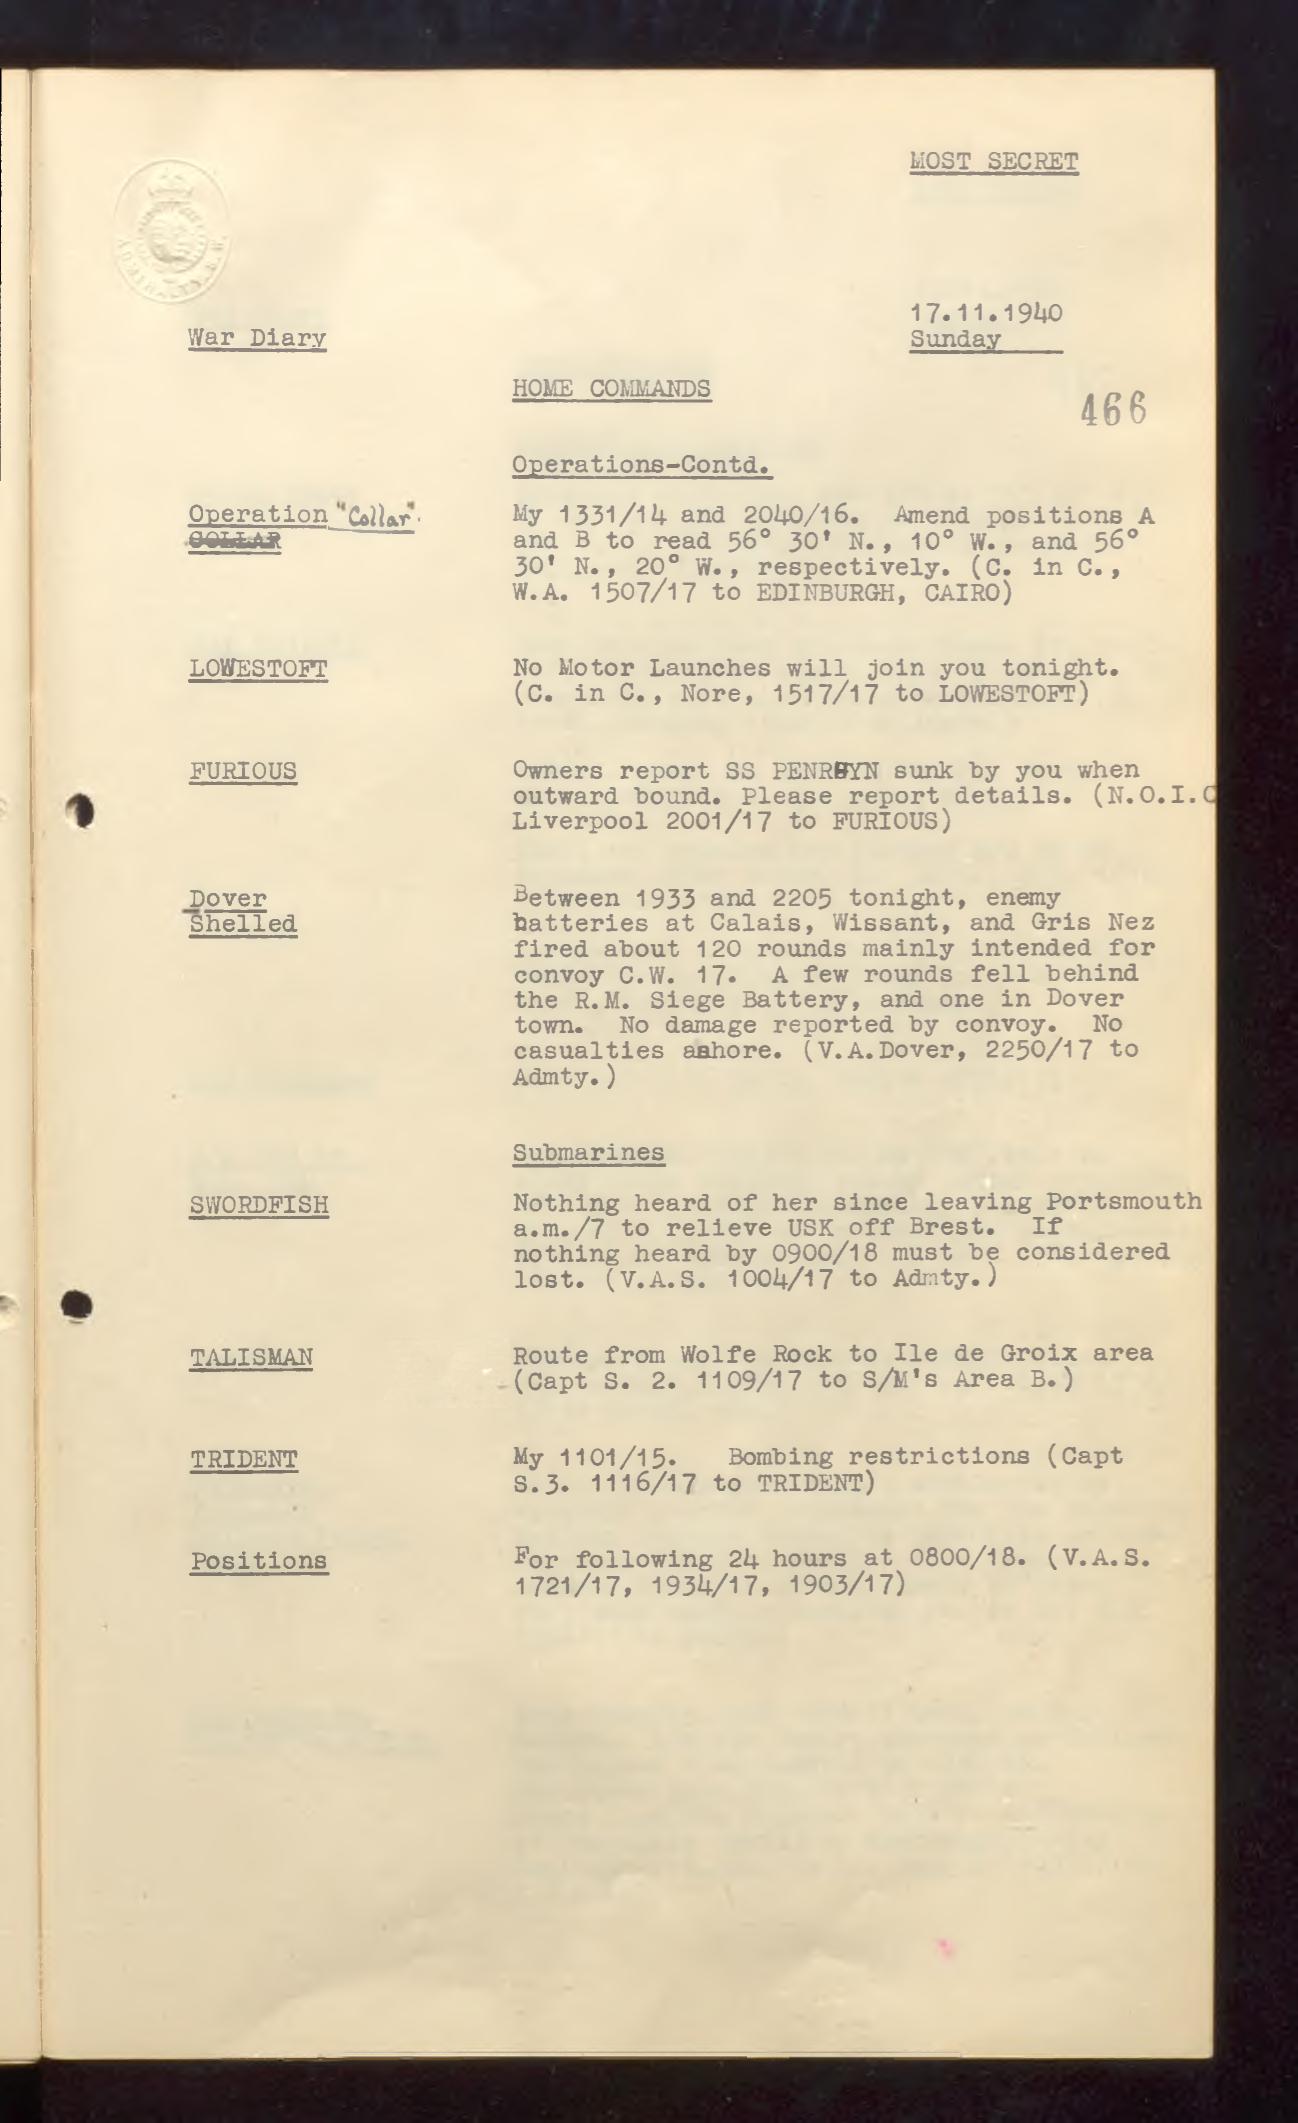 MOST SECRET
17.11.1940
War Diary
Sunday
HOME COMMANDS
466
Operations-Contd.
Operation "Collar".
COLLAR
My 1331/14 and 2040/16. Amend positions A
and B to read 56° 30' N., 10° W., and 56°
30' N., 20° W., respectively. (C. in C.,
W.A. 1507/17 to EDINBURGH, CAIRO)
LOWESTOFT
No Motor Launches will join you tonight.
(C. in C., Nore, 1517/17 to LOWESTOFT)
FURIOUS
Owners report SS PENRHYN sunk by you when
outward bound. Please report details. (N.O.I.C
Liverpool 2001/17 to FURIOUS)
Dover
Shelled
Between 1933 and 2205 tonight, enemy
batteries at Calais, Wissant, and Gris Nez
fired about 120 rounds mainly intended for
convoy C.W. 17. A few rounds fell behind
the R.M. Siege Battery, and one in Dover
town. No damage reported by convoy. No
casualties ashore. (V.A.Dover, 2250/17 to
Admty.)
Submarines
SWORDFISH
Nothing heard of her since leaving Portsmouth
a.m./7 to relieve USK off Brest. If
nothing heard by 0900/18 must be considered
lost. (V.A.S. 1004/17 to Admty.)
TALISMAN
Route from Wolfe Rock to Ile de Groix area
(Capt S. 2. 1109/17 to S/M's Area B.)
TRIDENT
My 1101/15. Bombing restrictions (Capt
S.3. 1116/17 to TRIDENT)
Positions
For following 24 hours at 0800/18. (V.A.S.
1721/17, 1934/17, 1903/17)